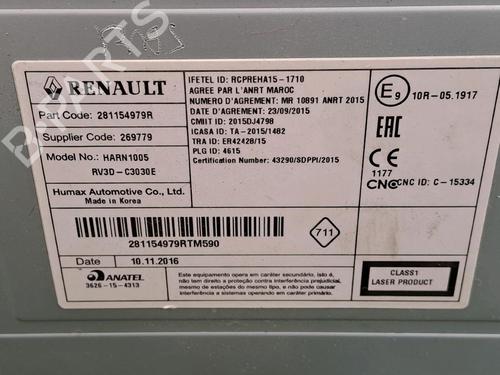 RENAULT
Part Code: 281154979R
Supplier Code: 269779
Model No.: HARN1005
RV3D-C3030E
Humax Automotive Co., Ltd.
Made in Korea
IFETEL ID: RCPREHA15-1710
AGREE PAR L'ANRT MAROC
NUMERO D'AGREMENT: MR 10891 ANRT 2015
DATE D'AGREMENT: 23/09/2015
CMIIT ID: 2015DJ4798
ICASA ID: TA-2015/1482
TRA ID: ER42428/15
PLG ID: 4615
Certification Number: 43290/SDPPI/2015
E9 10R-05.1917
EAC
1177
CNC CNC ID: C-15334
281154979RTM590
711
Date 10.11.2016
ANATEL
3626-15-4313
Este equipamento opera em caráter secundário, isto é,
não tem direito a proteção contra interferência prejudicial,
mesmo de estações do mesmo tipo, e não pode causar
interferência a sistemas operando em caráter primário.
CLASS1
LASER PRODUCT
BPARTS